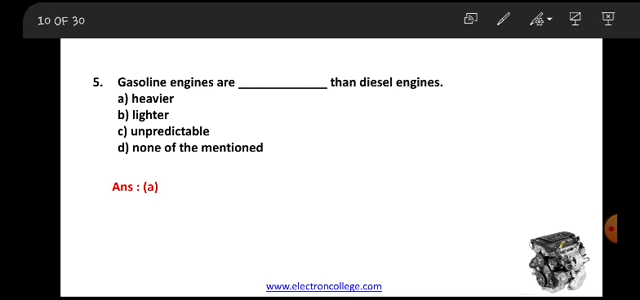 10 OF 30
5. Gasoline engines are _____________ than diesel engines.
a) heavier
b) lighter
c) unpredictable
d) none of the mentioned
Ans : (a)
www.electroncollege.com